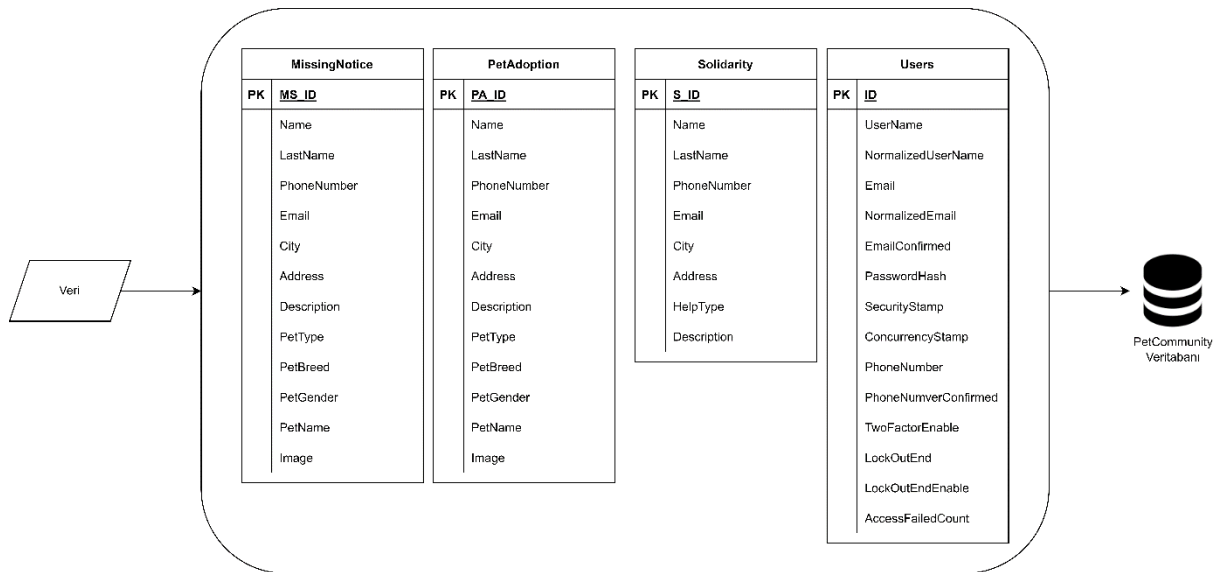 Veri
MissingNotice
PK MS_ID
Name
LastName
PhoneNumber
Email
City
Address
Description
PetType
PetBreed
PetGender
PetName
Image
PetAdoption
PK PA_ID
Name
LastName
PhoneNumber
Email
City
Address
Description
PetType
PetBreed
PetGender
PetName
Image
Solidarity
PK S_ID
Name
LastName
PhoneNumber
Email
City
Address
HelpType
Description
Users
PK ID
UserName
NormalizedUserName
Email
NormalizedEmail
EmailConfirmed
PasswordHash
SecurityStamp
ConcurrencyStamp
PhoneNumber
PhoneNumverConfirmed
TwoFactorEnable
LockOutEnd
LockOutEndEnable
AccessFailedCount
PetCommunity
Veritabanı